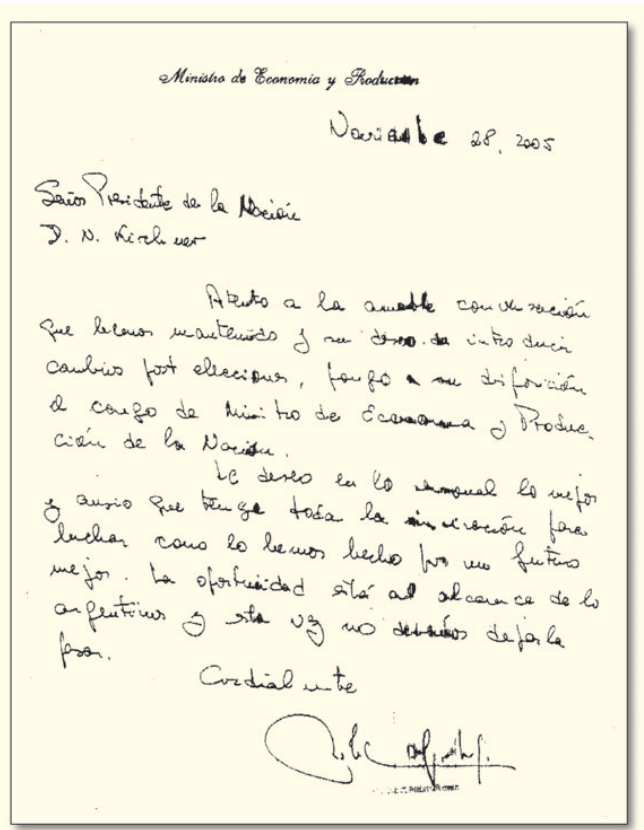 Ministro de Economía y Producción
Noviembre 28, 2005
Señor Presidente de la Nación
D. N. Kirchner
Atento a la amable conversación
que hemos mantenido y su deseo de introducir
cambios post elecciones, pongo a su disposición
el cargo de Ministro de Economía y Produc-
ción de la Nación.
Le deseo en lo personal lo mejor
y ansio que tenga toda la inspiración para
luchar como lo hemos hecho por un futuro
mejor. La oportunidad está al alcance de lo
argentinos y esta vez no debemos dejarla
pasar.
Cordialmente